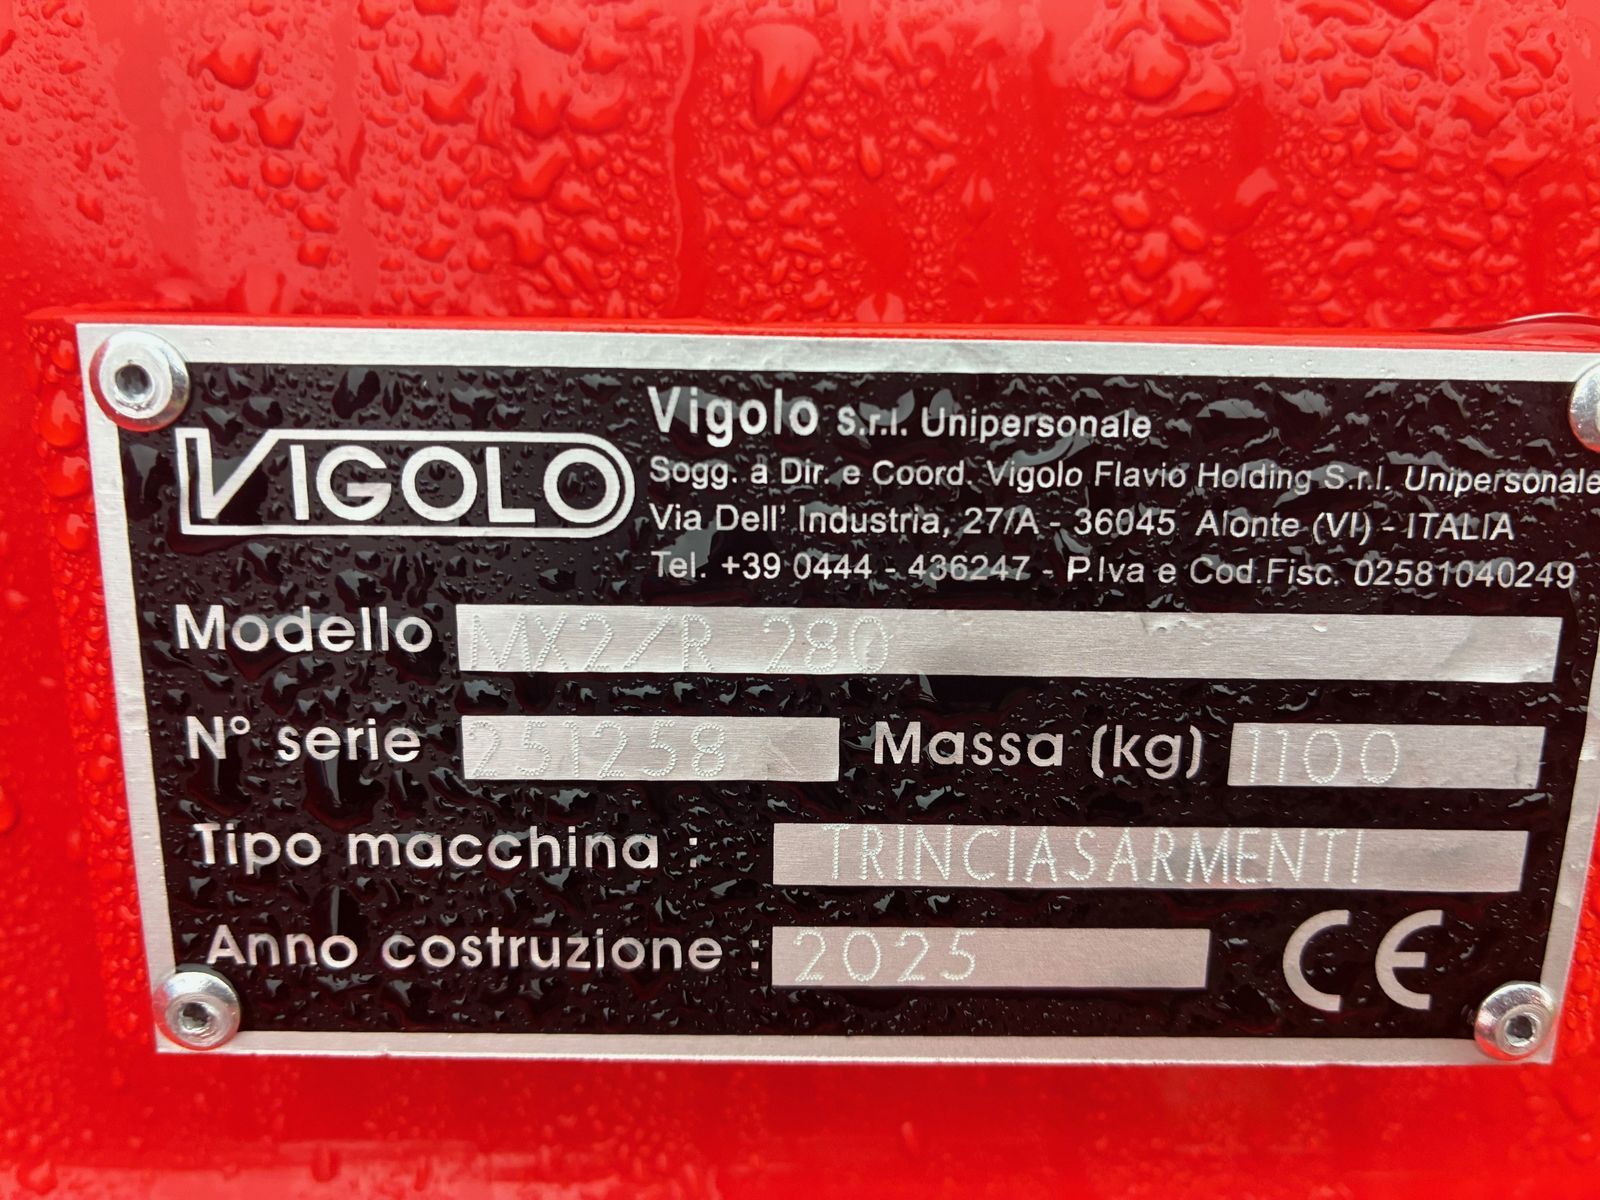 VIGOLO
Vigolo s.r.l. Unipersonale
Sogg. a Dir. e Coord. Vigolo Flavio Holding S.r.l. Unipersonale
Via Dell' Industria, 27/A - 36045 Alonte (VI) - ITALIA
Tel. +39 0444 - 436247 - P.Iva e Cod.Fisc. 02581040249
Modello MX2/R 280
N° serie 251258 Massa (kg) 1100
Tipo macchina : TRINCIASARMENTI
Anno costruzione : 2025 CE